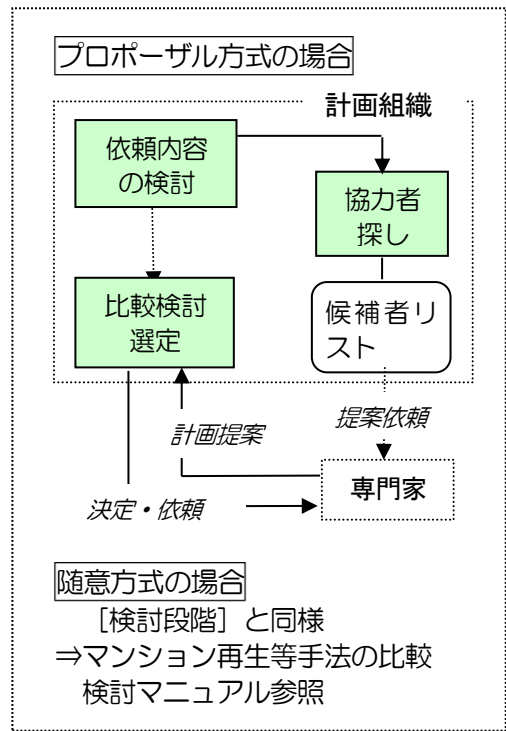 プロポーザル方式の場合
計画組織
依頼内容
の検討
協力者
探し
比較検討
選定
候補者リ
スト
計画提案
提案依頼
専門家
決定・依頼
随意方式の場合
［検討段階］と同様
⇒マンション再生等手法の比較
検討マニュアル参照